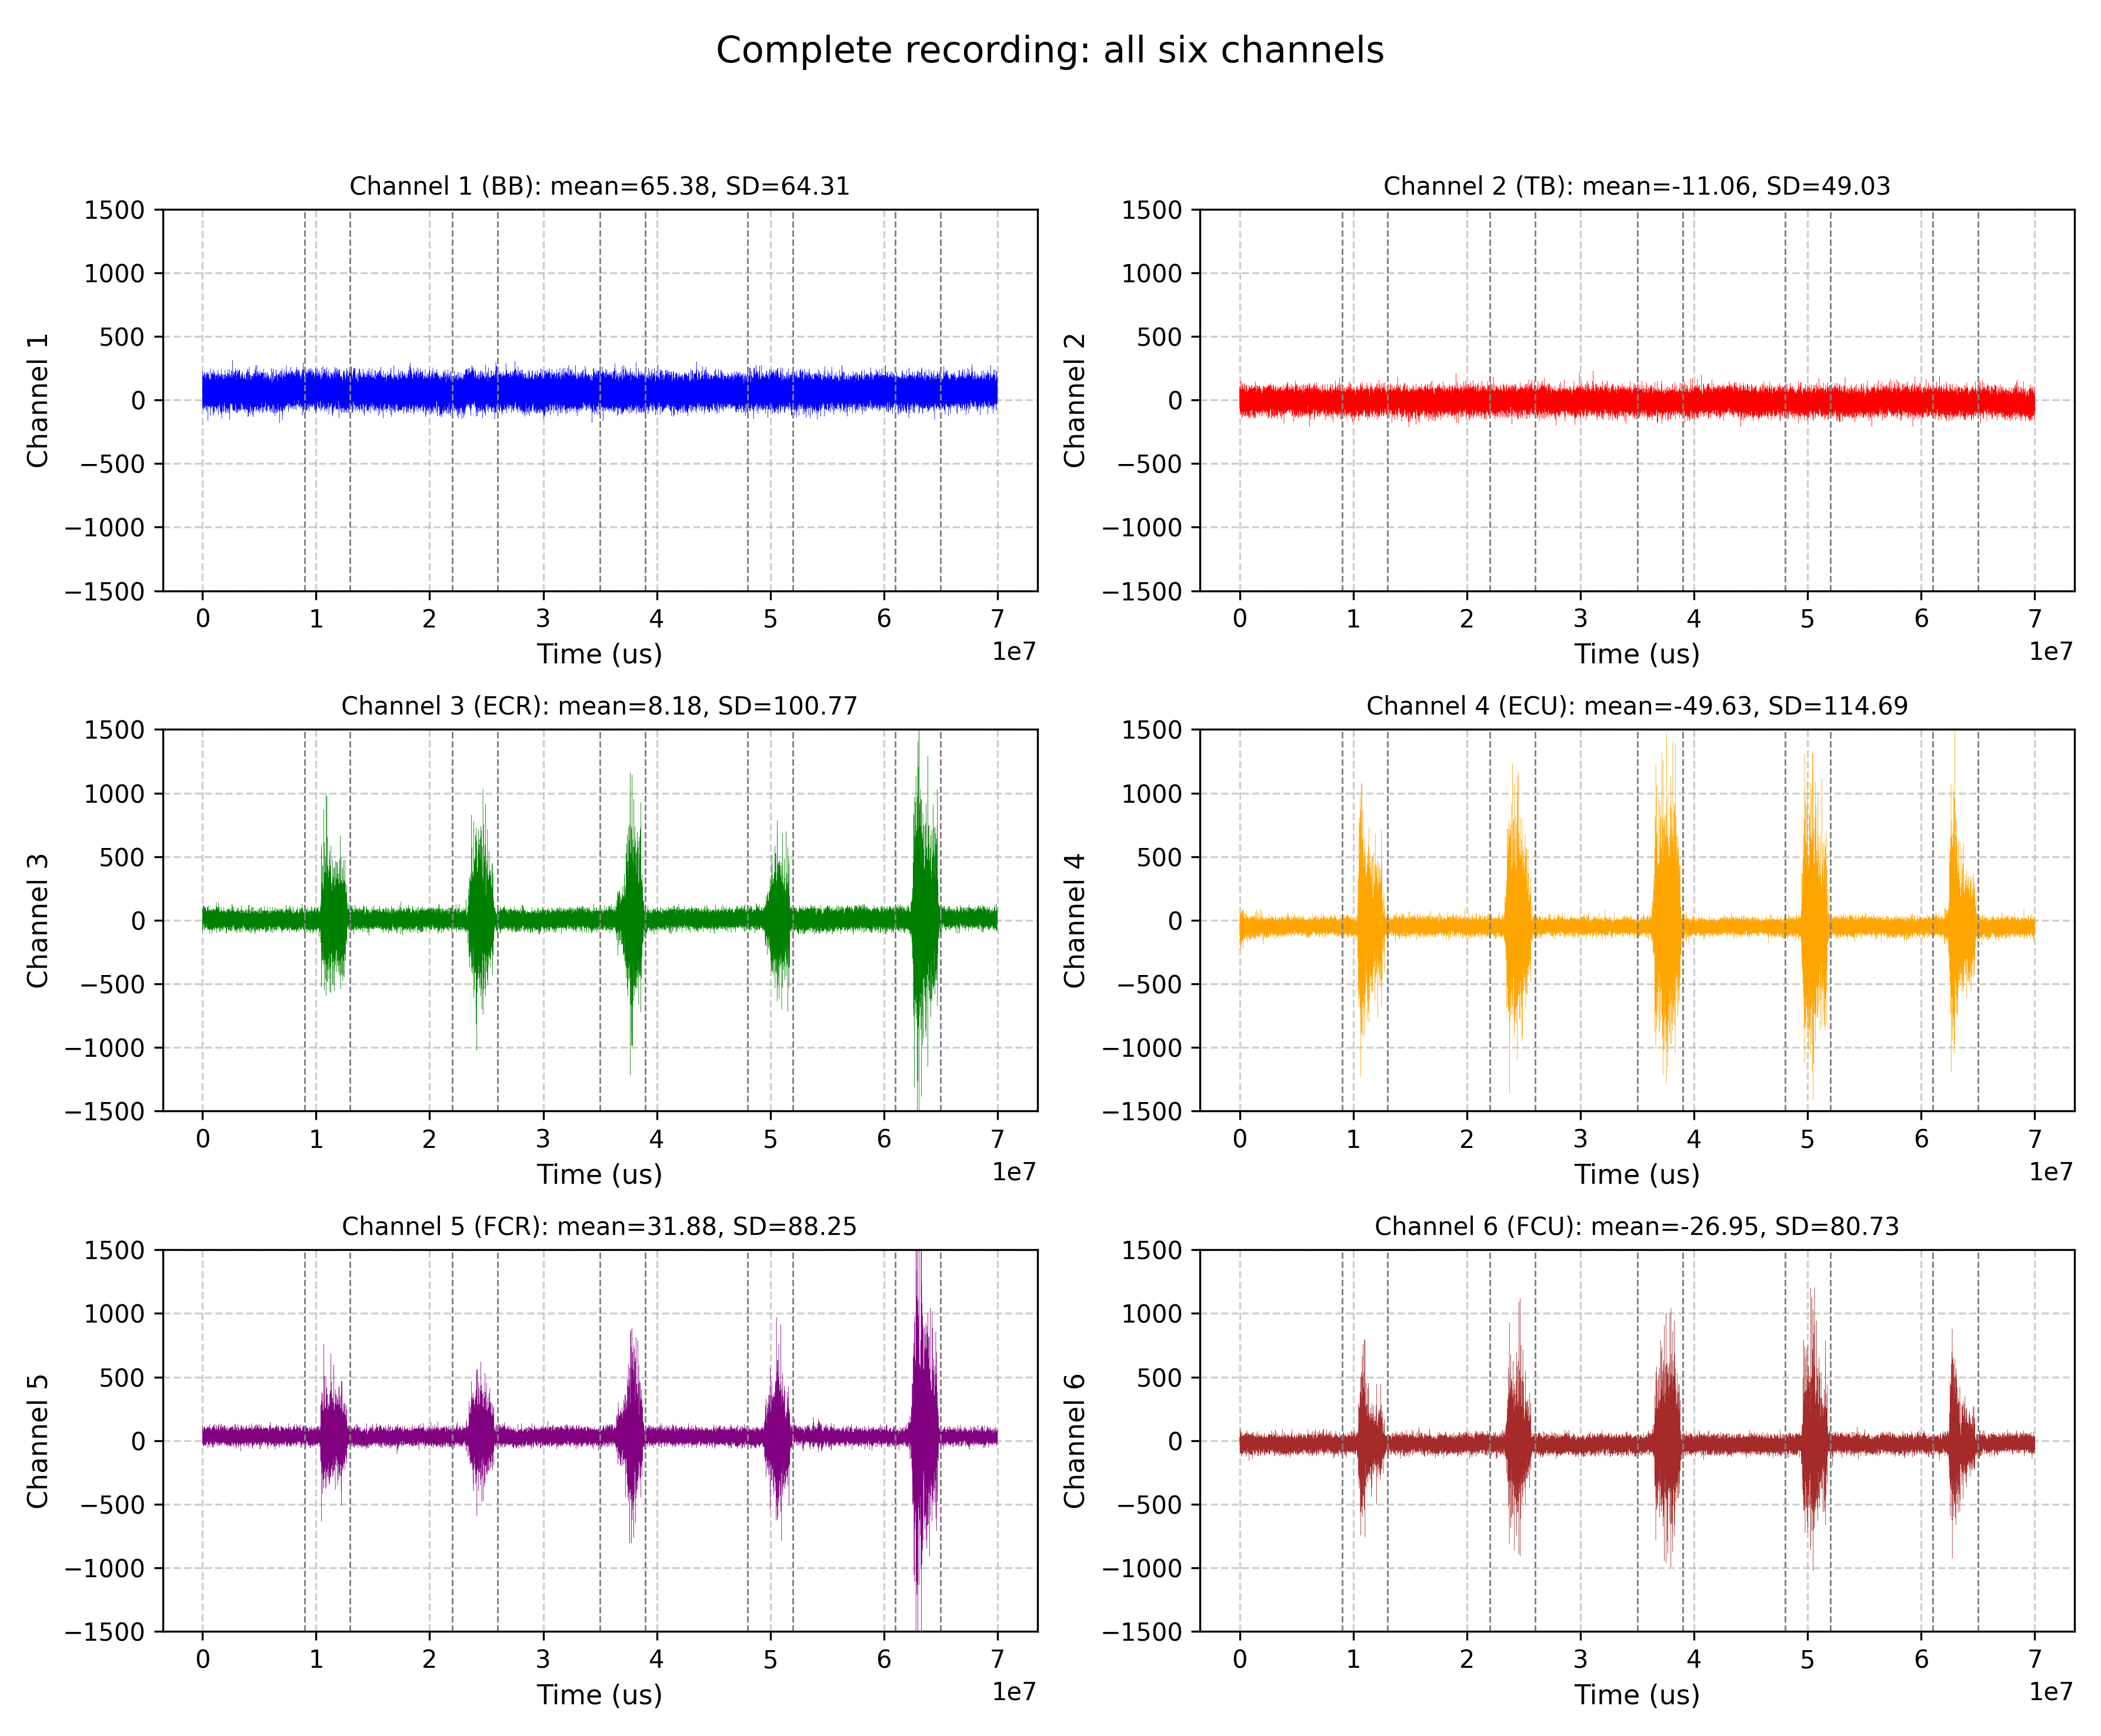 Complete recording: all six channels
Channel 1 (BB): mean=65.38, SD=64.31
1500
1000
500
0
−500
−1000
−1500
Channel 1
0 1 2 3 4 5 6 7
1e7
Time (us)
Channel 2 (TB): mean=-11.06, SD=49.03
1500
1000
500
0
−500
−1000
−1500
Channel 2
0 1 2 3 4 5 6 7
1e7
Time (us)
Channel 3 (ECR): mean=8.18, SD=100.77
1500
1000
500
0
−500
−1000
−1500
Channel 3
0 1 2 3 4 5 6 7
1e7
Time (us)
Channel 4 (ECU): mean=-49.63, SD=114.69
1500
1000
500
0
−500
−1000
−1500
Channel 4
0 1 2 3 4 5 6 7
1e7
Time (us)
Channel 5 (FCR): mean=31.88, SD=88.25
1500
1000
500
0
−500
−1000
−1500
Channel 5
0 1 2 3 4 5 6 7
1e7
Time (us)
Channel 6 (FCU): mean=-26.95, SD=80.73
1500
1000
500
0
−500
−1000
−1500
Channel 6
0 1 2 3 4 5 6 7
1e7
Time (us)